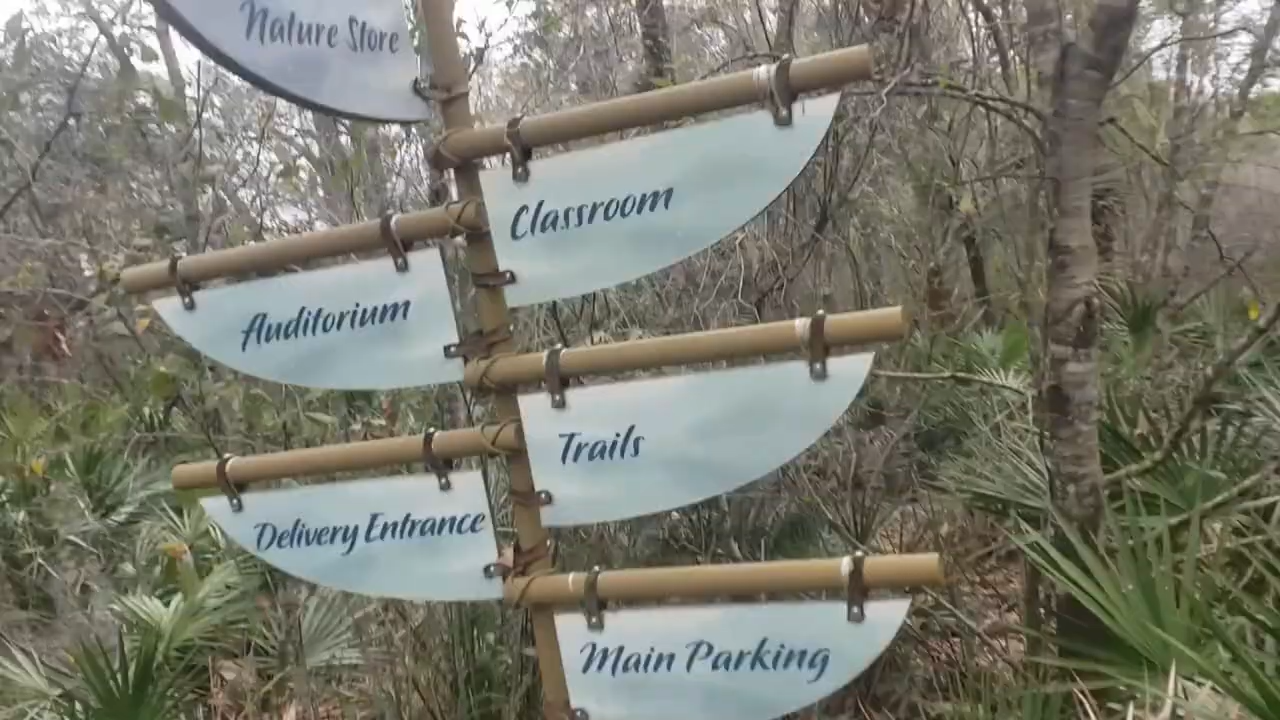 Nature Store
Classroom
Auditorium
Trails
Delivery Entrance
Main Parking